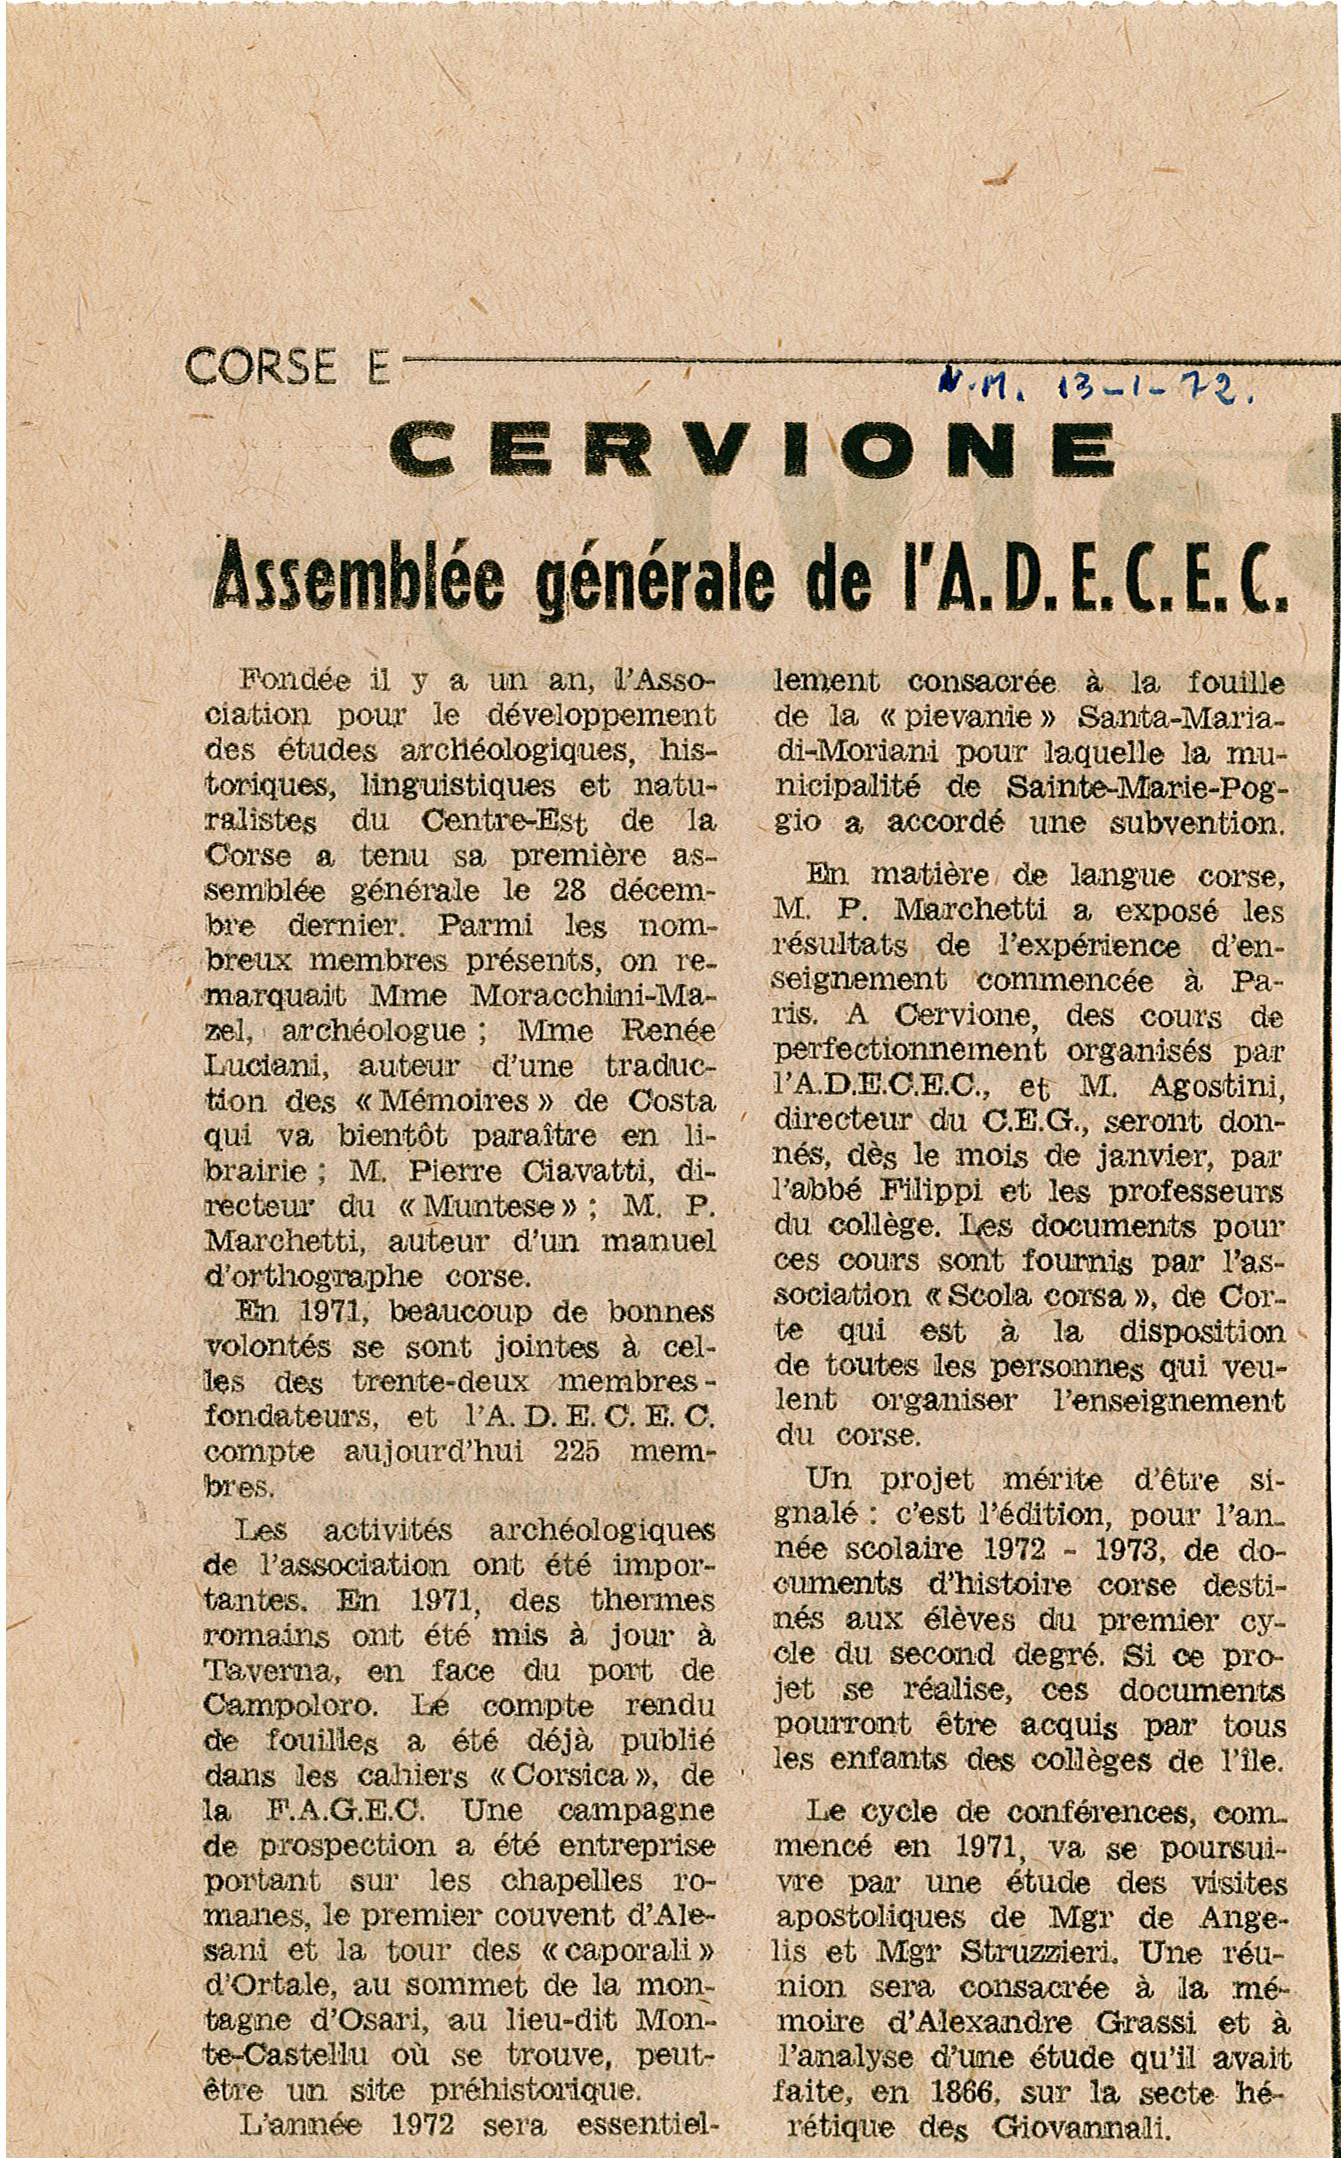 CORSE E
N.M. 13-1-72.
CERVIONE
Assemblée générale de l'A.D.E.C.E.C.
Fondée il y a un an, l'Asso-
ciation pour le développement
des études archéologiques, his-
toriques, linguistiques et natu-
ralistes du Centre-Est de la
Corse a tenu sa première as-
semblée générale le 28 décem-
bre dernier. Parmi les nom-
breux membres présents, on re-
marquait Mme Moracchini-Ma-
zel, archéologue ; Mme Renée
Luciani, auteur d'une traduc-
tion des « Mémoires » de Costa
qui va bientôt paraître en li-
brairie ; M. Pierre Ciavatti, di-
recteur du « Muntese » ; M. P.
Marchetti, auteur d'un manuel
d'orthographe corse.
En 1971, beaucoup de bonnes
volontés se sont jointes à cel-
les des trente-deux membres-
fondateurs, et l'A. D. E. C. E. C.
compte aujourd'hui 225 mem-
bres.
Les activités archéologiques
de l'association ont été impor-
tantes. En 1971, des thermes
romains ont été mis à jour à
Taverna, en face du port de
Campoloro. Le compte rendu
de fouilles a été déjà publié
dans les cahiers « Corsica », de
la F.A.G.E.C. Une campagne
de prospection a été entreprise
portant sur les chapelles ro-
manes, le premier couvent d'Ale-
sani et la tour des « caporali »
d'Ortale, au sommet de la mon-
tagne d'Osari, au lieu-dit Mon-
te-Castellu où se trouve, peut-
être un site préhistorique.
L'année 1972 sera essentiel-
lement consacrée à la fouille
de la « pievanie » Santa-Maria-
di-Moriani pour laquelle la mu-
nicipalité de Sainte-Marie-Pog-
gio a accordé une subvention.
En matière de langue corse,
M. P. Marchetti a exposé les
résultats de l'expérience d'en-
seignement commencée à Pa-
ris. A Cervione, des cours de
perfectionnement organisés par
l'A.D.E.C.E.C., et M. Agostini,
directeur du C.E.G., seront don-
nés, dès le mois de janvier, par
l'abbé Filippi et les professeurs
du collège. Les documents pour
ces cours sont fournis par l'as-
sociation « Scola corsa », de Cor-
te qui est à la disposition
de toutes les personnes qui veu-
lent organiser l'enseignement
du corse.
Un projet mérite d'être si-
gnalé : c'est l'édition, pour l'an-
née scolaire 1972 - 1973, de do-
cuments d'histoire corse desti-
nés aux élèves du premier cy-
cle du second degré. Si ce pro-
jet se réalise, ces documents
pourront être acquis par tous
les enfants des collèges de l'île.
Le cycle de conférences, com-
mencé en 1971, va se poursui-
vre par une étude des visites
apostoliques de Mgr de Ange-
lis et Mgr Struzzieri. Une réu-
nion sera consacrée à la mé-
moire d'Alexandre Grassi et à
l'analyse d'une étude qu'il avait
faite, en 1866, sur la secte hé-
rétique des Giovannali.